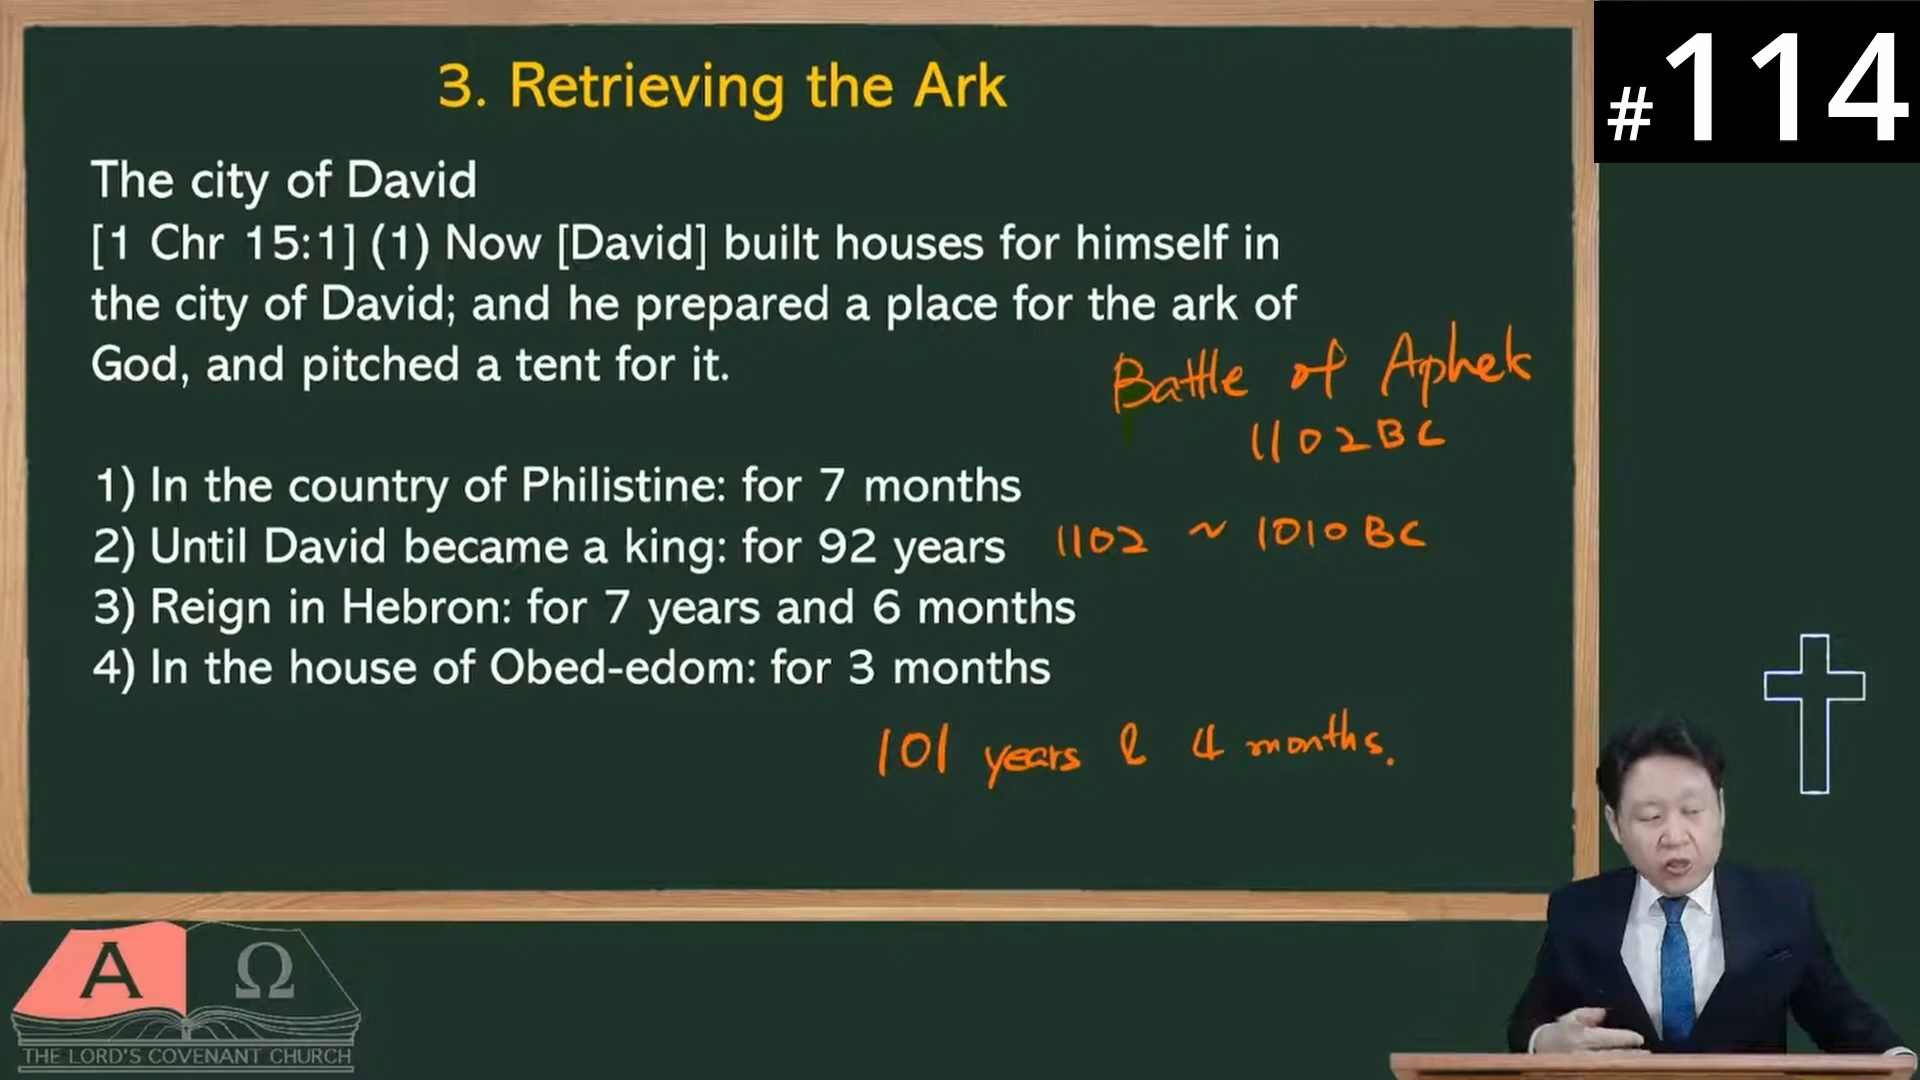 #114
3. Retrieving the Ark
The city of David
[1 Chr 15:1] (1) Now [David] built houses for himself in
the city of David; and he prepared a place for the ark of
God, and pitched a tent for it.
Battle of Aphek
1102 BC
1) In the country of Philistine: for 7 months
2) Until David became a king: for 92 years
1102 ~ 1010 BC
3) Reign in Hebron: for 7 years and 6 months
4) In the house of Obed-edom: for 3 months
101 years & 4 months.
A Ω
THE LORD'S COVENANT CHURCH